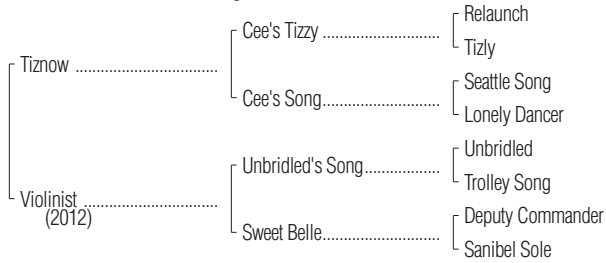 Relaunch
Cee's Tizzy ........................................
Tizly
Tiznow ........................................
Seattle Song
Cee's Song........................................
Lonely Dancer
Unbridled
Unbridled's Song........................
Trolley Song
Violinist ........................................
(2012)
Deputy Commander
Sweet Belle........................................
Sanibel Sole